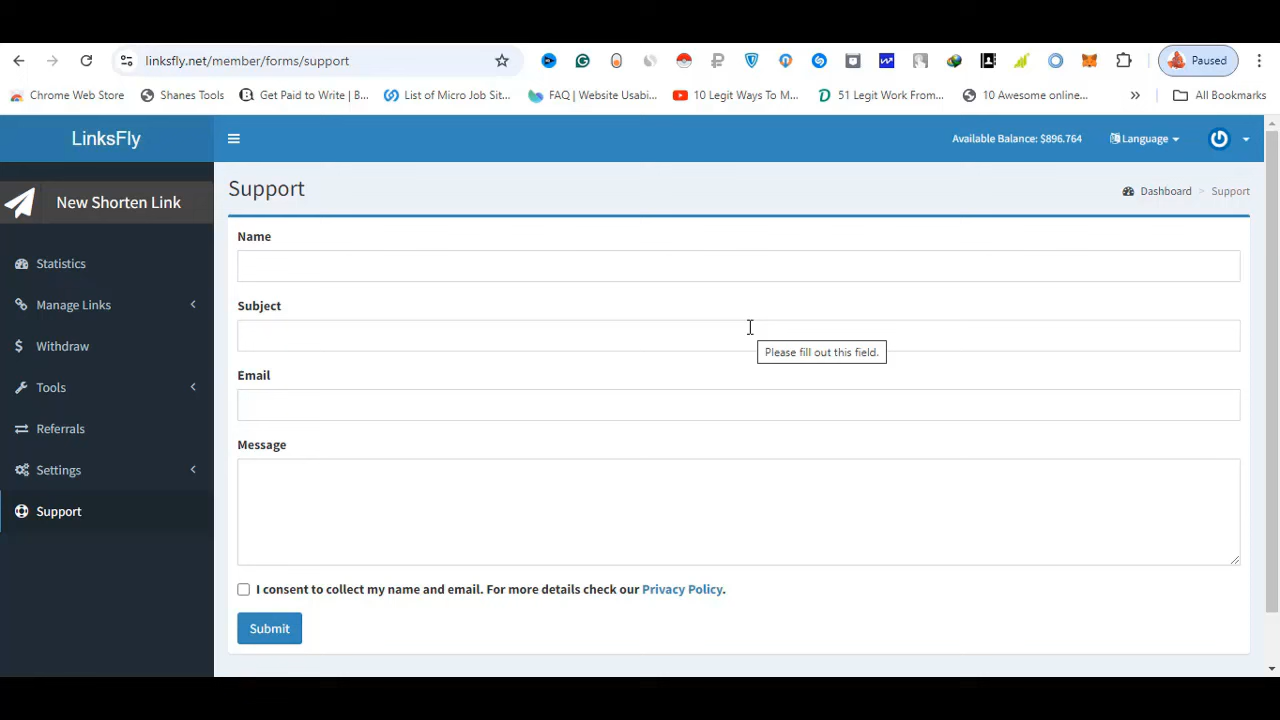 linksfly.net/member/forms/support
Paused
Chrome Web Store
Shanes Tools
Get Paid to Write | B...
List of Micro Job Sit...
FAQ | Website Usabi...
10 Legit Ways To M...
51 Legit Work From...
10 Awesome online...
All Bookmarks
LinksFly
Available Balance: $896.764
Language
New Shorten Link
Support
Dashboard > Support
Name
Statistics
Subject
Manage Links
Withdraw
Please fill out this field.
Email
Tools
Referrals
Message
Settings
Support
I consent to collect my name and email. For more details check our Privacy Policy.
Submit